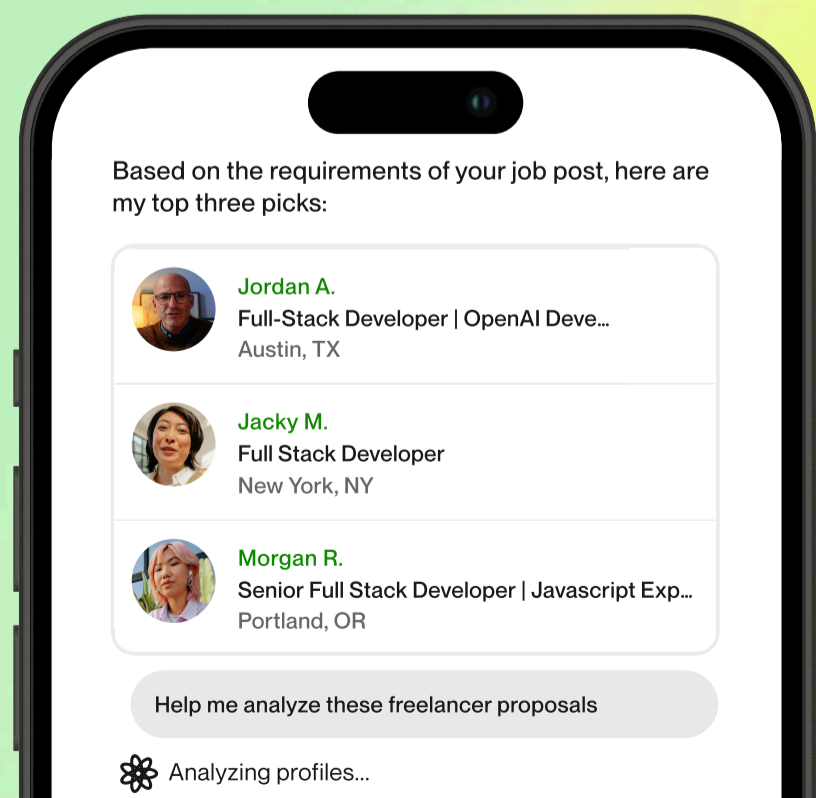 Based on the requirements of your job post, here are
my top three picks:
Jordan A.
Full-Stack Developer | OpenAI Deve...
Austin, TX
Jacky M.
Full Stack Developer
New York, NY
Morgan R.
Senior Full Stack Developer | Javascript Exp...
Portland, OR
Help me analyze these freelancer proposals
Analyzing profiles...